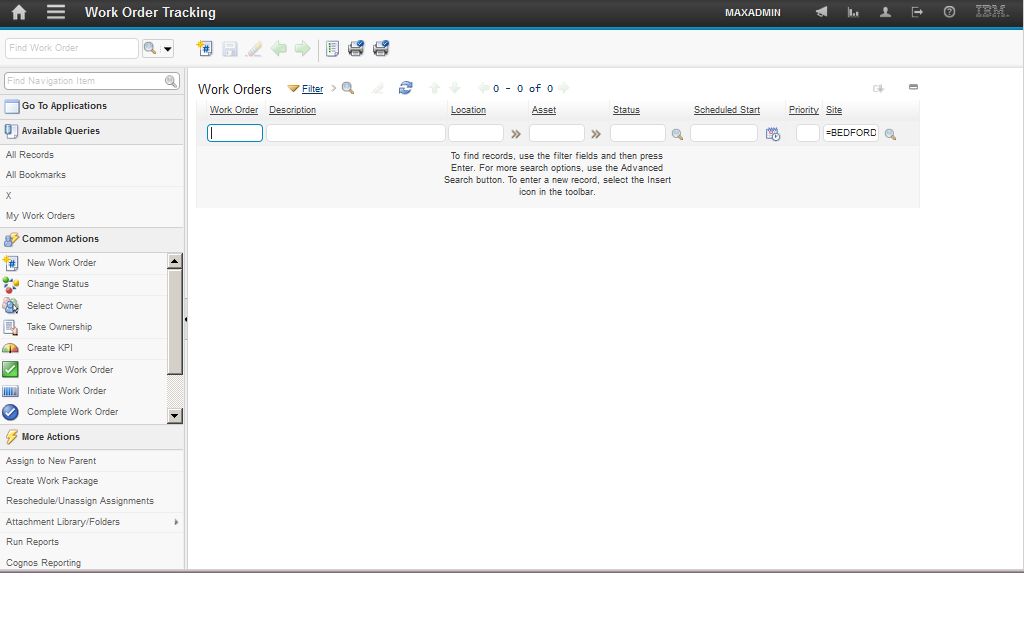 Work Order Tracking
MAXADMIN
IBM.
Find Work Order
Find Navigation Item
Go To Applications
Available Queries
All Records
All Bookmarks
X
My Work Orders
Common Actions
New Work Order
Change Status
Select Owner
Take Ownership
Create KPI
Approve Work Order
Initiate Work Order
Complete Work Order
More Actions
Assign to New Parent
Create Work Package
Reschedule/Unassign Assignments
Attachment Library/Folders
Run Reports
Cognos Reporting
Work Orders Filter 0 - 0 of 0
Work Order Description Location Asset Status Scheduled Start Priority Site
=BEDFORD
To find records, use the filter fields and then press
Enter. For more search options, use the Advanced
Search button. To enter a new record, select the Insert
icon in the toolbar.